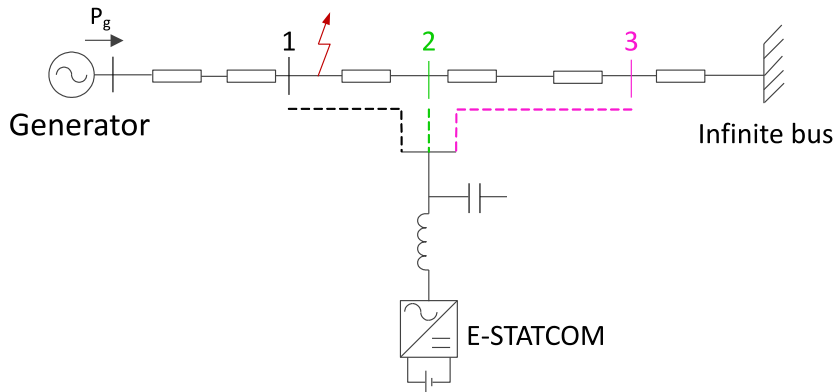 Pg
1
2
3
Generator
Infinite bus
E-STATCOM